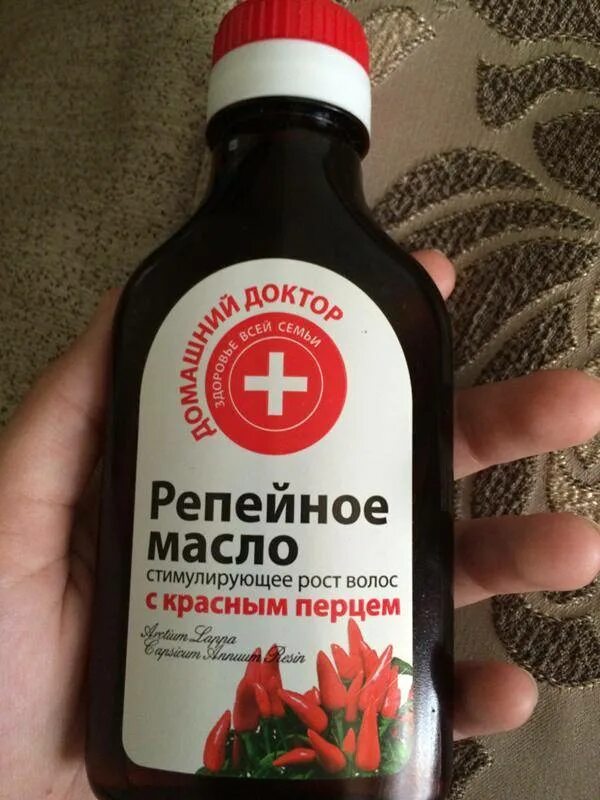 ДОМАШНИЙ ДОКТОР
ЗДОРОВЬЕ ВСЕЙ СЕМЬИ
Репейное
масло
стимулирующее рост волос
с красным перцем
Arctium Lappa
Capsicum Annuum Resin